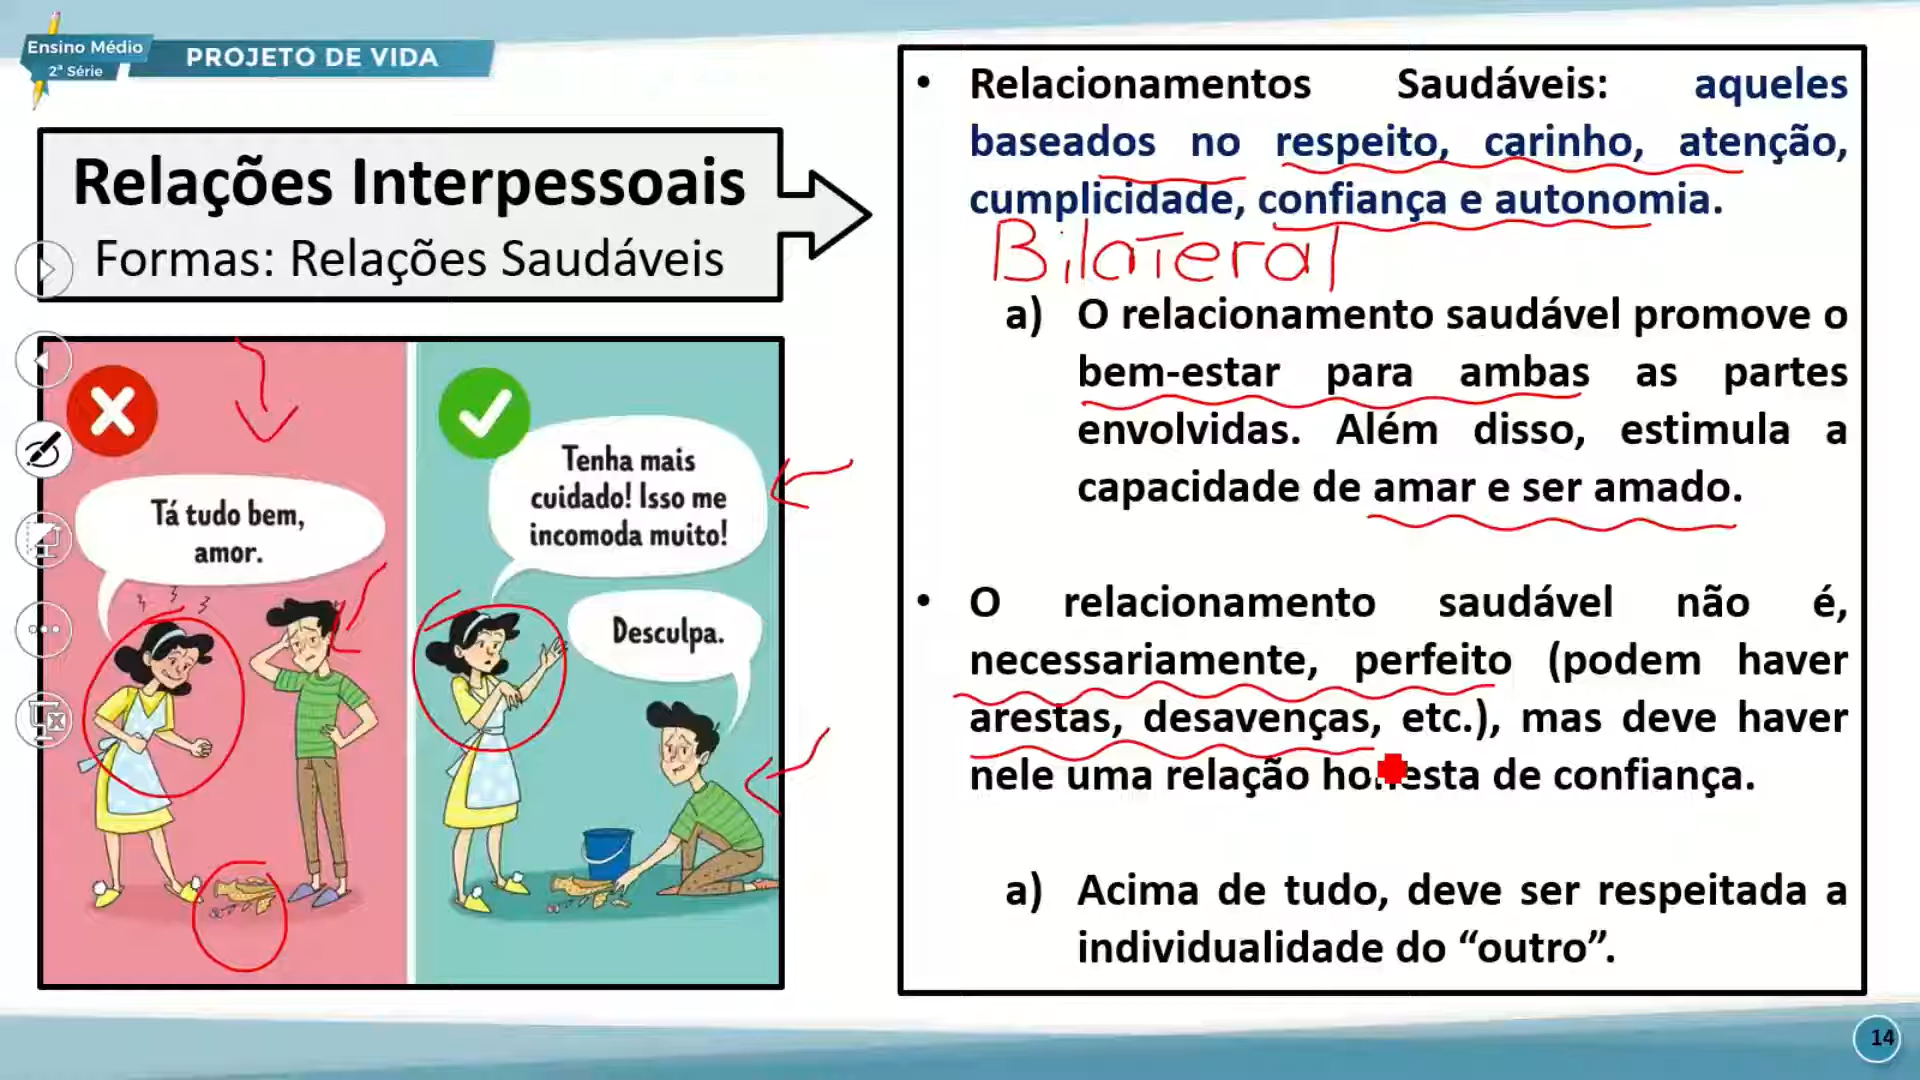 Ensino Médio
2ª Série
PROJETO DE VIDA
Relações Interpessoais
Formas: Relações Saudáveis
Tá tudo bem,
amor.
Tenha mais
cuidado! Isso me
incomoda muito!
Desculpa.
• Relacionamentos Saudáveis: aqueles
baseados no respeito, carinho, atenção,
cumplicidade, confiança e autonomia.
Bilateral
a) O relacionamento saudável promove o
bem-estar para ambas as partes
envolvidas. Além disso, estimula a
capacidade de amar e ser amado.
• O relacionamento saudável não é,
necessariamente, perfeito (podem haver
arestas, desavenças, etc.), mas deve haver
nele uma relação honesta de confiança.
a) Acima de tudo, deve ser respeitada a
individualidade do “outro”.
14